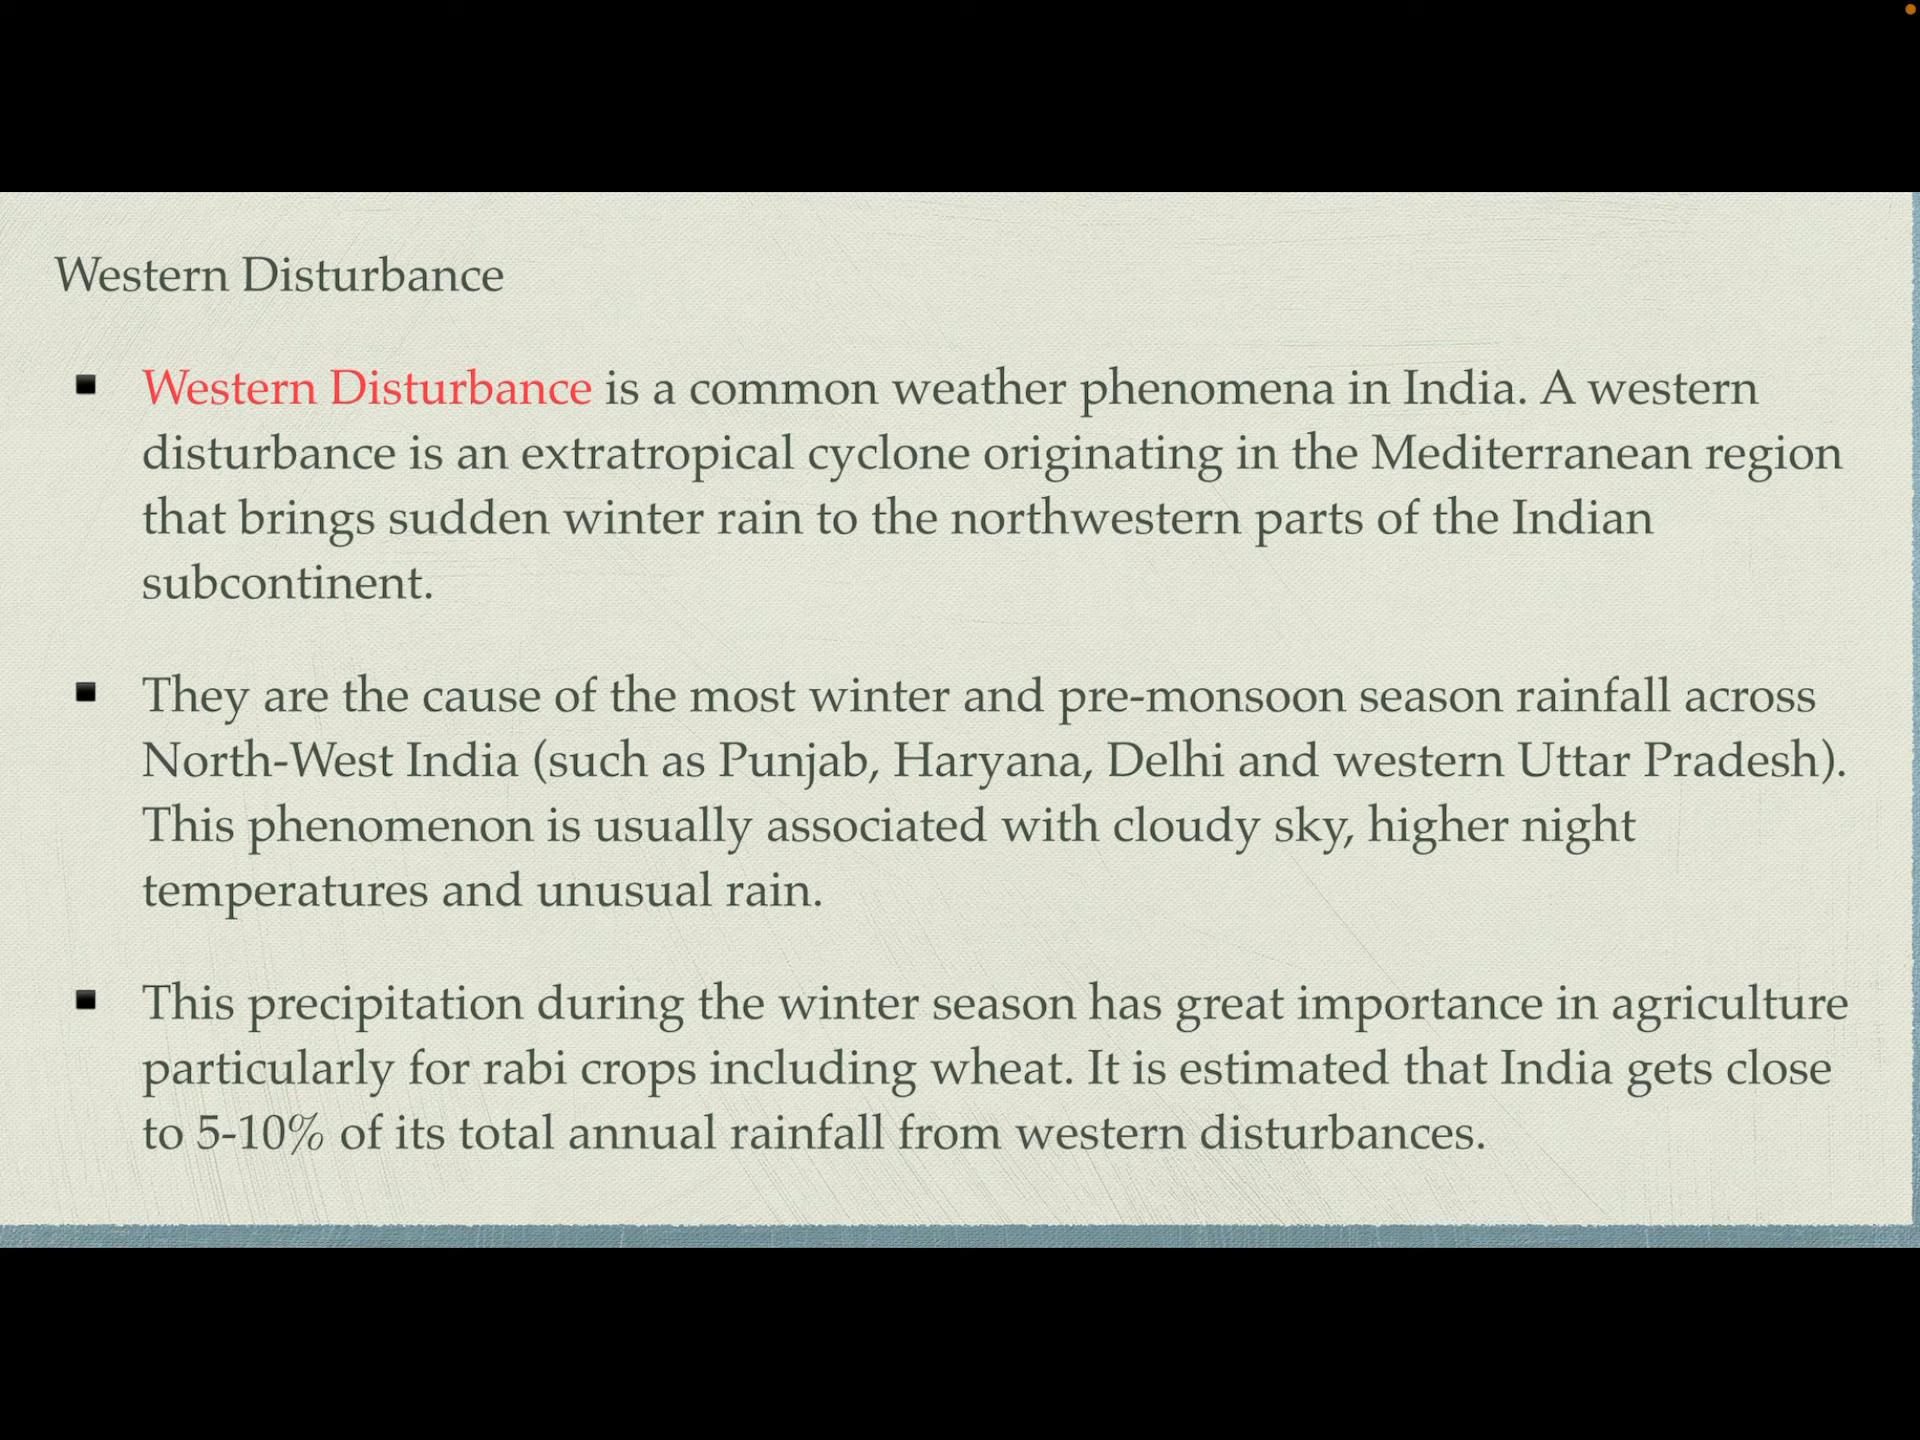 Western Disturbance
▪ Western Disturbance is a common weather phenomena in India. A western
disturbance is an extratropical cyclone originating in the Mediterranean region
that brings sudden winter rain to the northwestern parts of the Indian
subcontinent.
▪ They are the cause of the most winter and pre-monsoon season rainfall across
North-West India (such as Punjab, Haryana, Delhi and western Uttar Pradesh).
This phenomenon is usually associated with cloudy sky, higher night
temperatures and unusual rain.
▪ This precipitation during the winter season has great importance in agriculture
particularly for rabi crops including wheat. It is estimated that India gets close
to 5-10% of its total annual rainfall from western disturbances.